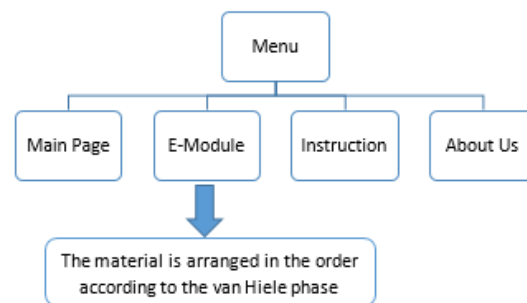 Menu
Main Page
E-Module
Instruction
About Us
The material is arranged in the order
according to the van Hiele phase